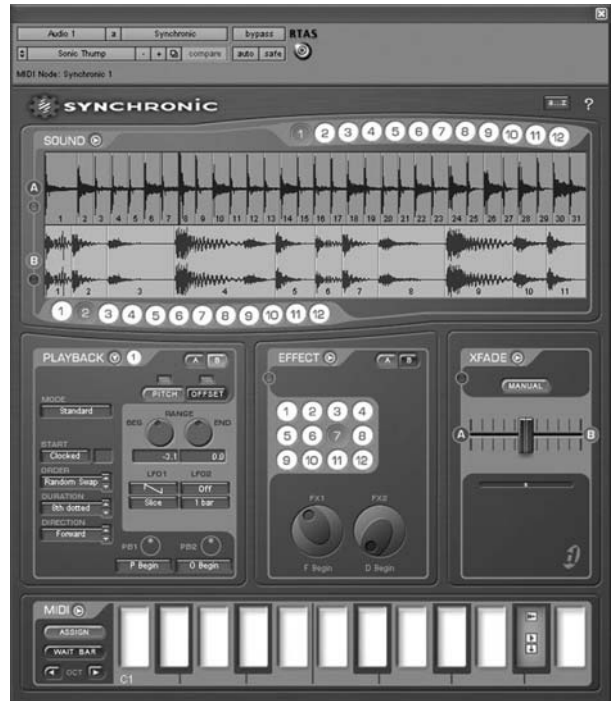 Audio 1 a Synchronic bypass RTAS
Sonic Thump - + compare auto safe
MIDI Node: Synchronic 1
SYNCHRONIC ?
SOUND 1 2 3 4 5 6 7 8 9 10 11 12
A
1 2 3 4 5 6 7 8 9 10 11 12 13 14 15 16 17 18 19 20 21 22 23 24 25 26 27 28 29 30 31
B
1 2 3 4 5 6 7 8 9 10 11
1 2 3 4 5 6 7 8 9 10 11 12
PLAYBACK 1 A B
PITCH OFFSET
MODE
Standard
RANGE
BEG END
-3.1 0.0
START
Clocked
ORDER
Random Swap
DURATION
8th dotted
DIRECTION
Forward
LFO1 LFO2
Off
Slice 1 bar
PB1 PB2
P Begin O Begin
EFFECT A B
1 2 3 4
5 6 7 8
9 10 11 12
FX1 FX2
F Begin D Begin
XFADE
MANUAL
A B
MIDI
ASSIGN
WAIT BAR
OCT
C1